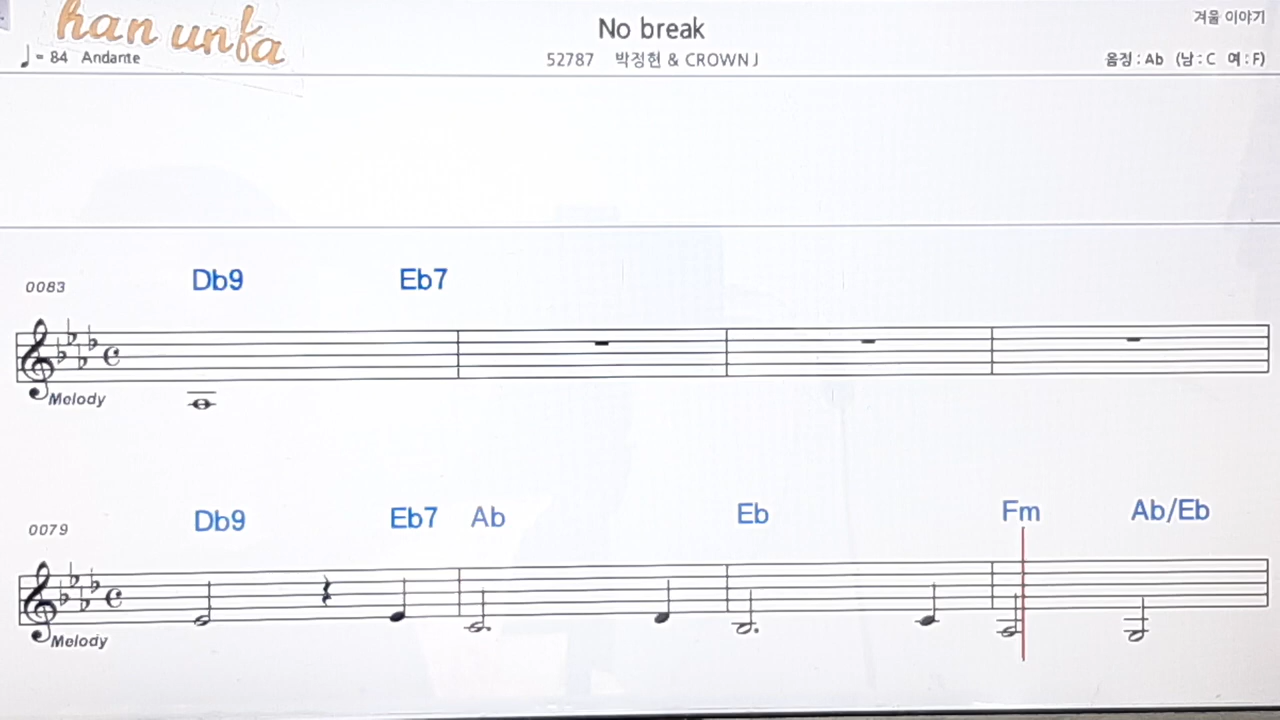 han unfa
No break
겨울 이야기
♩= 84 Andante
52787 박정현 & CROWN J
음정 : Ab (남 : C 여 : F)
0083
Db9 Eb7
Melody
0079
Db9 Eb7 Ab Eb Fm Ab/Eb
Melody